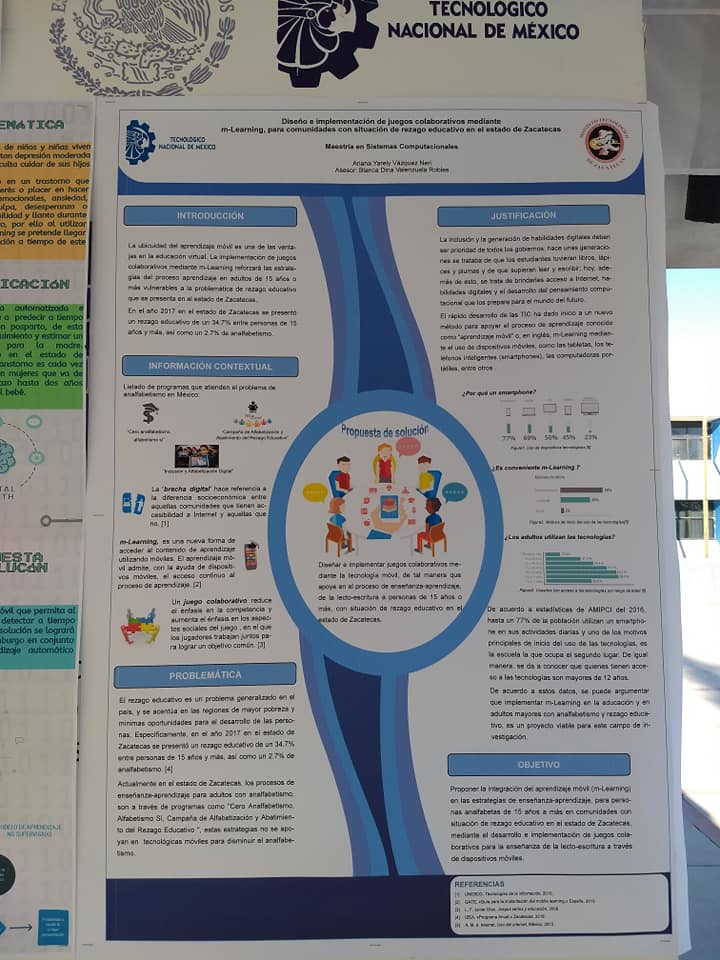 TECNOLÓGICO
NACIONAL DE MÉXICO
Diseño e implementación de juegos colaborativos mediante
m-Learning, para comunidades con situación de rezago educativo en el estado de Zacatecas
Maestría en Sistemas Computacionales
Ariana Yarely Vázquez Neri
Asesor: Blanca Dina Valenzuela Robles
TECNOLÓGICO
NACIONAL DE MÉXICO
INTRODUCCIÓN
La ubicuidad del aprendizaje móvil es una de las venta-
jas en la educación virtual. La implementación de juegos
colaborativos mediante m-Learning reforzará las estrate-
gias del proceso aprendizaje en adultos de 15 años o
más vulnerables a la problemática de rezago educativo
que se presenta en el estado de Zacatecas.
En el año 2017 en el estado de Zacatecas se presentó
un rezago educativo de un 34.7% entre personas de 15
años y más, así como un 2.7% de analfabetismo.
INFORMACIÓN CONTEXTUAL
Listado de programas que atienden el problema de
analfabetismo en México:
"Cero analfabetismo,
alfabetismo sí"
"Campaña de Alfabetización y
Abatimiento del Rezago Educativo"
"Inclusión y Alfabetización Digital"
La "brecha digital" hace referencia a
la diferencia socioeconómica entre
aquellas comunidades que tienen ac-
cesibilidad a Internet y aquellas que
no. [1]
m-Learning, es una nueva forma de
acceder al contenido de aprendizaje
utilizando móviles. El aprendizaje mó-
vil admite, con la ayuda de disposi-
tivos móviles, el acceso continuo al
proceso de aprendizaje. [2]
Un juego colaborativo reduce
el énfasis en la competencia y
aumenta el énfasis en los aspec-
tos sociales del juego , en el que
los jugadores trabajan juntos pa-
ra lograr un objetivo común. [3]
PROBLEMÁTICA
El rezago educativo es un problema generalizado en el
país, y se acentúa en las regiones de mayor pobreza y
mínimas oportunidades para el desarrollo de las perso-
nas. Específicamente, en el año 2017 en el estado de
Zacatecas se presentó un rezago educativo de un 34.7%
entre personas de 15 años y más, así como un 2.7% de
analfabetismo. [4]
Actualmente en el estado de Zacatecas, los procesos de
enseñanza-aprendizaje para adultos con analfabetismo,
son a través de programas como "Cero Analfabetismo,
Alfabetismo SÍ, Campaña de Alfabetización y Abatimien-
to del Rezago Educativo ", estas estrategias no se apo-
yan en tecnologías móviles para disminuir el analfabe-
tismo.
Propuesta de solución
Diseñar e implementar juegos colaborativos me-
diante la tecnología móvil, de tal manera que
apoye en el proceso de enseñanza-aprendizaje,
de la lecto-escritura a personas de 15 años o
más, con situación de rezago educativo en el
estado de Zacatecas.
JUSTIFICACIÓN
La inclusión y la generación de habilidades digitales deben
ser prioridad de todos los gobiernos; hace unas generacio-
nes se trataba de que los estudiantes tuvieran libros, lápi-
ces y plumas y de que supieran leer y escribir; hoy, ade-
más de esto, se trata de brindarles acceso a Internet, ha-
bilidades digitales y el desarrollo del pensamiento compu-
tacional que los prepare para el mundo del futuro.
El rápido desarrollo de las TIC ha dado inicio a un nuevo
método para apoyar el proceso de aprendizaje conocida
como "aprendizaje móvil" o, en inglés, m-Learning median-
te el uso de dispositivos móviles, como las tabletas, los te-
léfonos inteligentes (smartphones), las computadoras por-
tátiles, entre otros .
¿Por qué un smartphone?
77% 69% 50% 45% 23%
¿Es conveniente m-Learning ?
¿Los adultos utilizan las tecnologías?
De acuerdo a estadísticas de AMIPCI del 2016,
hasta un 77% de la población utilizan un smartpho-
ne en sus actividades diarias y uno de los motivos
principales de inicio del uso de las tecnologías, es
la escuela la que ocupa el segundo lugar. De igual
manera, se da a conocer que quienes tienen acce-
so a las tecnologías son mayores de 12 años.
De acuerdo a estos datos, se puede argumentar
que implementar m-Learning en la educación y en
adultos mayores con analfabetismo y rezago educa-
tivo, es un proyecto viable para este campo de in-
vestigación.
OBJETIVO
Proponer la integración del aprendizaje móvil (m-Learning)
en las estrategias de enseñanza-aprendizaje, para perso-
nas analfabetas de 15 años a más en comunidades con
situación de rezago educativo en el estado de Zacatecas,
mediante el desarrollo e implementación de juegos cola-
borativos para la enseñanza de la lecto-escritura a través
de dispositivos móviles.
REFERENCIAS